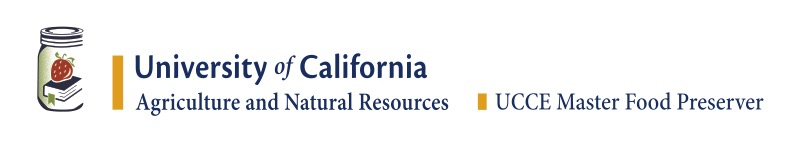 University of California
Agriculture and Natural Resources
UCCE Master Food Preserver